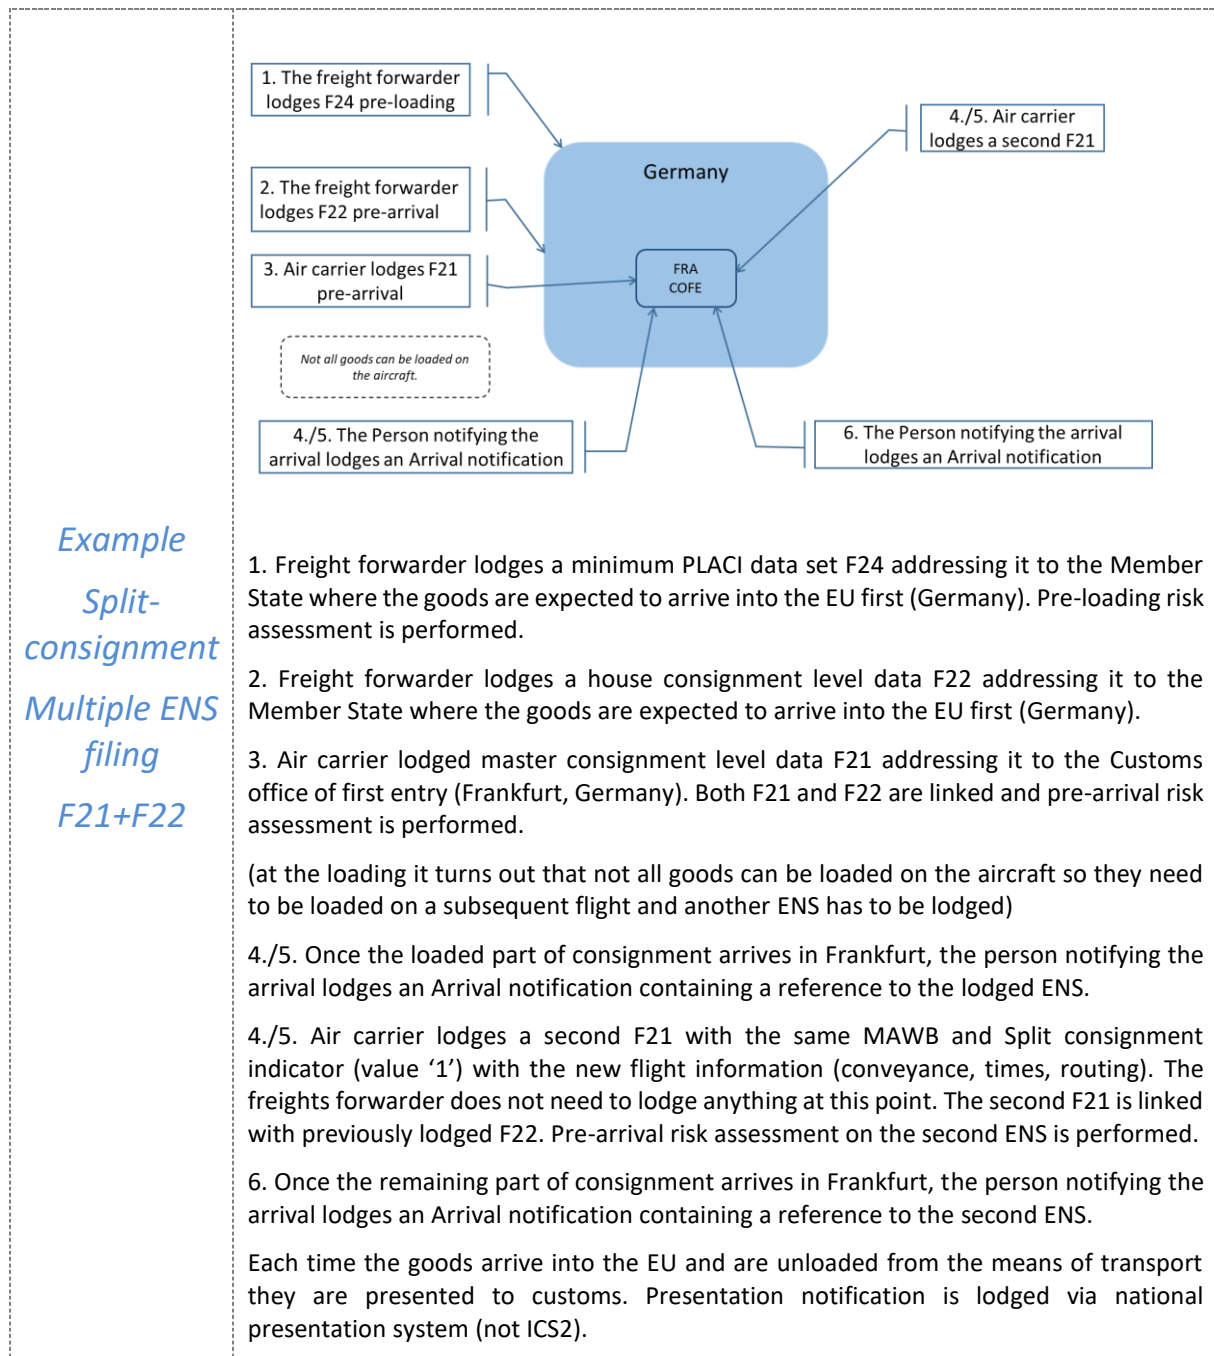 1. The freight forwarder
lodges F24 pre-loading
4./5. Air carrier
lodges a second F21
Germany
2. The freight forwarder
lodges F22 pre-arrival
3. Air carrier lodges F21
pre-arrival
FRA
COFE
Not all goods can be loaded on
the aircraft.
4./5. The Person notifying the
arrival lodges an Arrival notification
6. The Person notifying the arrival
lodges an Arrival notification
Example
Split-
consignment
Multiple ENS
filing
F21+F22
1. Freight forwarder lodges a minimum PLACI data set F24 addressing it to the Member
State where the goods are expected to arrive into the EU first (Germany). Pre-loading risk
assessment is performed.
2. Freight forwarder lodges a house consignment level data F22 addressing it to the
Member State where the goods are expected to arrive into the EU first (Germany).
3. Air carrier lodged master consignment level data F21 addressing it to the Customs
office of first entry (Frankfurt, Germany). Both F21 and F22 are linked and pre-arrival risk
assessment is performed.
(at the loading it turns out that not all goods can be loaded on the aircraft so they need
to be loaded on a subsequent flight and another ENS has to be lodged)
4./5. Once the loaded part of consignment arrives in Frankfurt, the person notifying the
arrival lodges an Arrival notification containing a reference to the lodged ENS.
4./5. Air carrier lodges a second F21 with the same MAWB and Split consignment
indicator (value ‘1’) with the new flight information (conveyance, times, routing). The
freights forwarder does not need to lodge anything at this point. The second F21 is linked
with previously lodged F22. Pre-arrival risk assessment on the second ENS is performed.
6. Once the remaining part of consignment arrives in Frankfurt, the person notifying the
arrival lodges an Arrival notification containing a reference to the second ENS.
Each time the goods arrive into the EU and are unloaded from the means of transport
they are presented to customs. Presentation notification is lodged via national
presentation system (not ICS2).